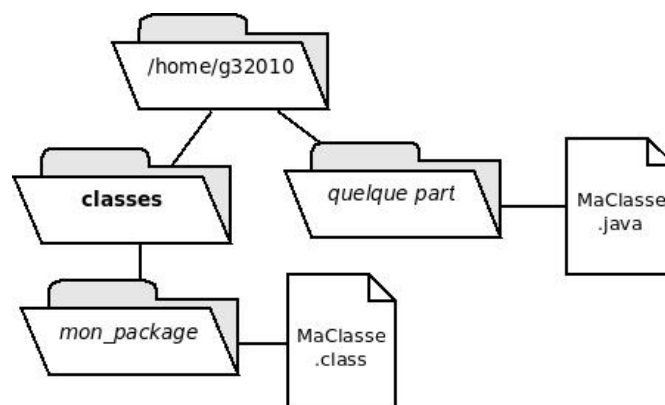 /home/g32010
classes
quelque part
MaClasse
.java
mon_package
MaClasse
.class